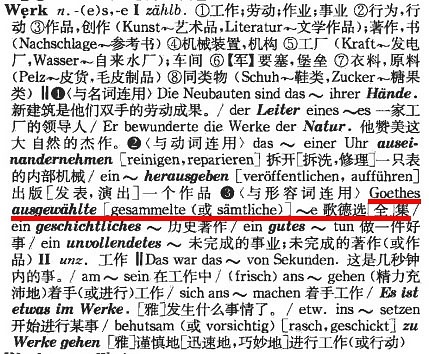 Werk n. -(e)s,-e I zählb. ①工作;劳动;作业;事业 ②行为,行
动 ③作品,创作 (Kunst~艺术品,Literatur~文学作品);著作,书
(Nachschlage~参考书) ④机械装置,机构 ⑤工厂 (Kraft~发电
厂,Wasser~自来水厂);车间 ⑥【军】要塞,堡垒 ⑦衣料,原料
(Pelz~皮货,毛皮制品) ⑧同类物 (Schuh~鞋类,Zucker~糖果
类) ‖❶〈与名词连用〉 Die Neubauten sind das ~ ihrer Hände.
新建筑是他们双手的劳动成果。/ der Leiter eines ~es 一家工
厂的领导人 / Er bewunderte die Werke der Natur. 他赞美这
大自然的杰作。❷〈与动词连用〉 das ~ einer Uhr ausei-
nandernehmen [reinigen,reparieren] 拆开[拆洗,修理]一只表
的内部机械 / ein ~ herausgeben [veröffentlichen, aufführen]
出版 [发表,演出] 一个作品 ❸〈与形容词连用〉 Goethes
ausgewählte [gesammelte (或 sämtliche)] ~e 歌德选[全]集 /
ein geschichtliches ~ 历史著作 / ein gutes ~ tun 做一件好
事 / ein unvollendetes ~ 未完成的事业;未完成的著作(或作
品) II unz. 工作 ‖Das war das ~ von Sekunden. 这是几秒钟
内的事。/ am ~ sein 在工作中 / (frisch) ans ~ gehen (精力充
沛地)着手(或进行)工作 / sich ans ~ machen 着手工作 / Es ist
etwas im Werke. [雅]发生什么事情了。/ etw. ins ~ setzen
开始进行某事 / behutsam (或 vorsichtig) [rasch,geschickt] zu
Werke gehen [雅]谨慎地[迅速地,巧妙地]进行工作(或行动)